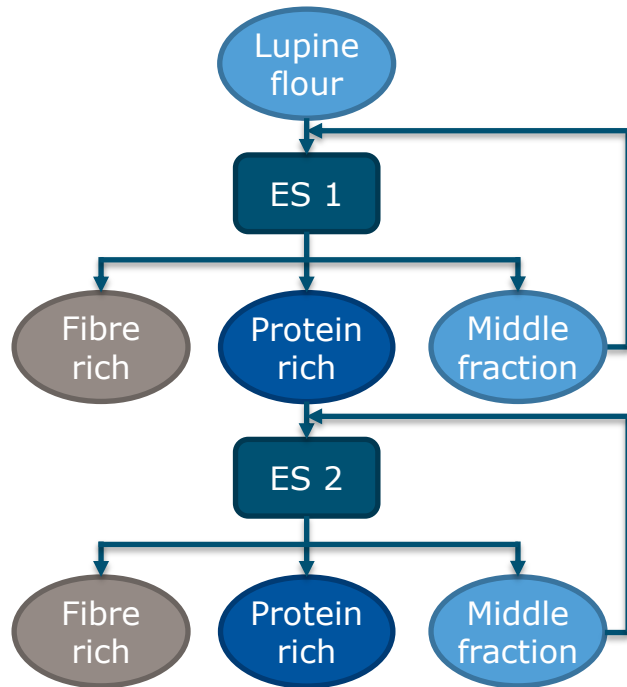 Lupine
flour
ES 1
Fibre
rich
Protein
rich
Middle
fraction
ES 2
Fibre
rich
Protein
rich
Middle
fraction